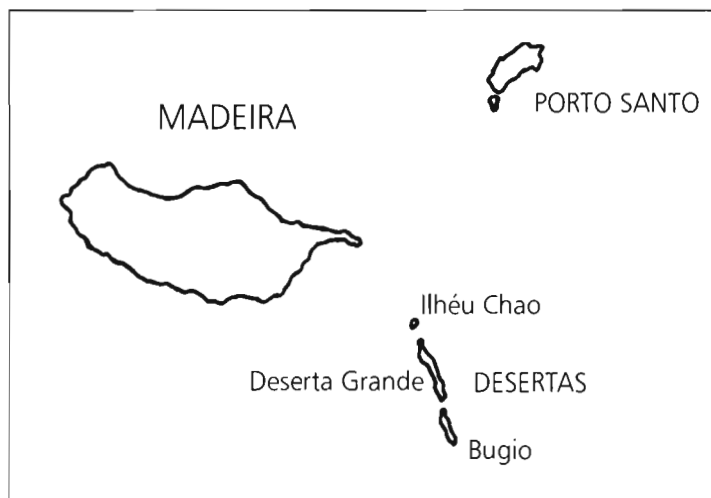 PORTO SANTO
MADEIRA
Ilhéu Chao
Deserta Grande
DESERTAS
Bugio